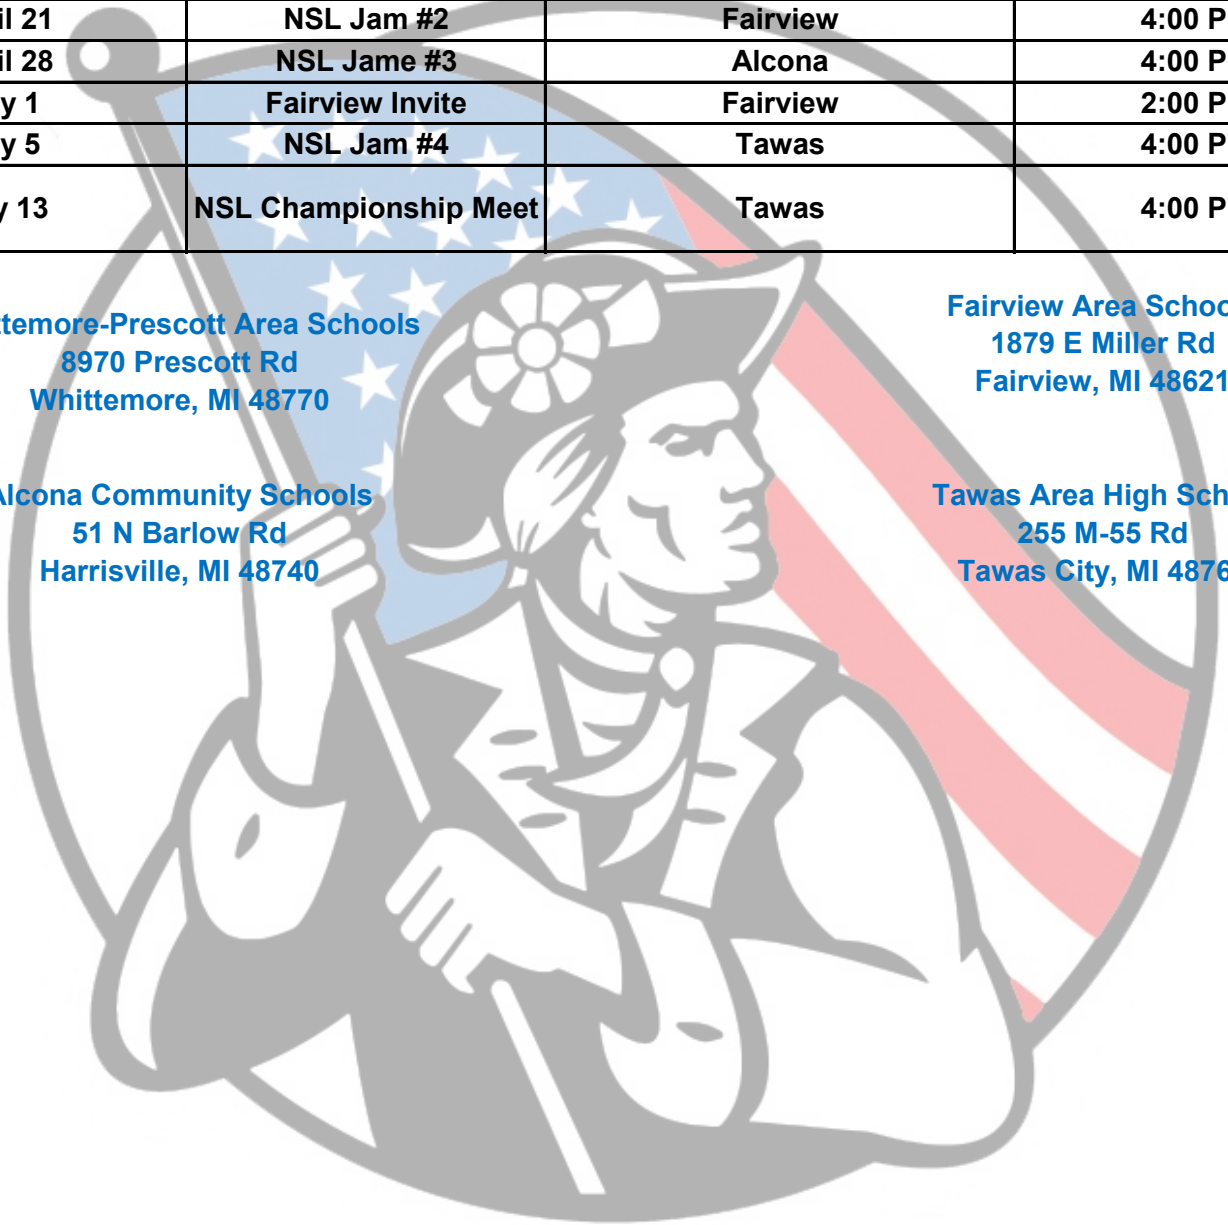 il 21 NSL Jam #2 Fairview 4:00 P
il 28 NSL Jame #3 Alcona 4:00 P
y 1 Fairview Invite Fairview 2:00 P
y 5 NSL Jam #4 Tawas 4:00 P
y 13 NSL Championship Meet Tawas 4:00 P
ttemore-Prescott Area Schools
8970 Prescott Rd
Whittemore, MI 48770
Fairview Area Schoo
1879 E Miller Rd
Fairview, MI 48621
Alcona Community Schools
51 N Barlow Rd
Harrisville, MI 48740
Tawas Area High Sch
255 M-55 Rd
Tawas City, MI 4876